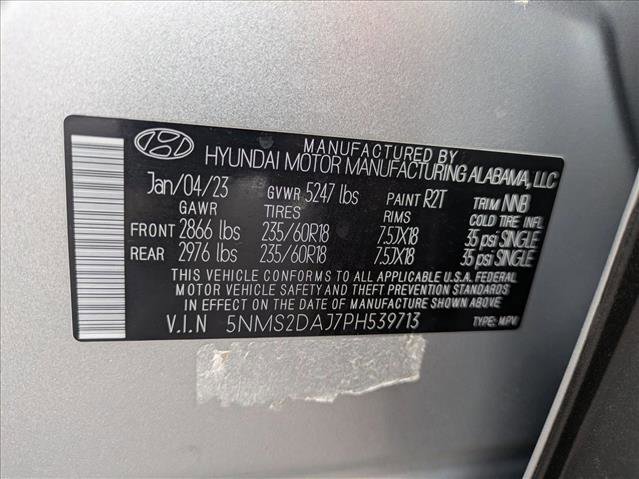 MANUFACTURED BY
HYUNDAI MOTOR MANUFACTURING ALABAMA, LLC
Jan/04/23 GVWR 5247 lbs PAINT R2T TRIM NNB
GAWR TIRES RIMS COLD TIRE INFL
FRONT 2866 lbs 235/60R18 7.5JX18 35 psi SINGLE
REAR 2976 lbs 235/60R18 7.5JX18 35 psi SINGLE
THIS VEHICLE CONFORMS TO ALL APPLICABLE U.S.A. FEDERAL
MOTOR VEHICLE SAFETY AND THEFT PREVENTION STANDARDS
IN EFFECT ON THE DATE OF MANUFACTURE SHOWN ABOVE.
V.I.N 5NMS2DAJ7PH539713 TYPE: MPV